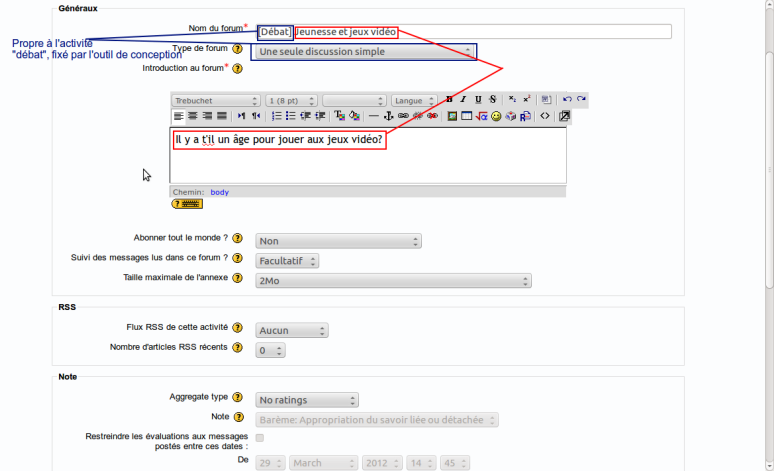 Généraux
Nom du forum*
[Débat] Jeunesse et jeux vidéo
Propre à l'activité
"débat", fixé par l'outil de conception
Type de forum ?
Une seule discussion simple
Introduction au forum* ?
Trebuchet
1 (8 pt)
Langue
B I U S
Il y a t'il un âge pour jouer aux jeux vidéo?
Chemin: body
Abonner tout le monde ? ?
Non
Suivi des messages lus dans ce forum ? ?
Facultatif
Taille maximale de l'annexe ?
2Mo
RSS
Flux RSS de cette activité ?
Aucun
Nombre d'articles RSS récents ?
0
Note
Aggregate type ?
No ratings
Note ?
Barème: Appropriation du savoir liée ou détachée
Restreindre les évaluations aux messages
postés entre ces dates :
De
29 March 2012 14 45